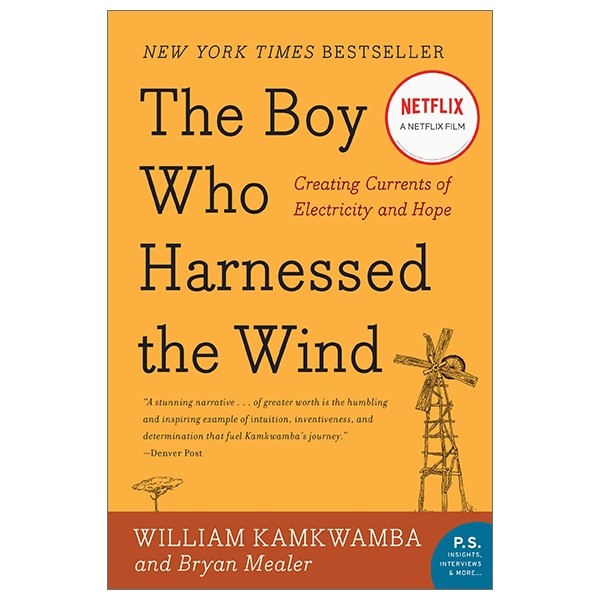 NEW YORK TIMES BESTSELLER
The Boy
Who
Harnessed
the Wind
NETFLIX
A NETFLIX FILM
Creating Currents of
Electricity and Hope
“A stunning narrative . . . of greater worth is the humbling
and inspiring example of intuition, inventiveness, and
determination that fuel Kamkwamba’s journey.”
—Denver Post
WILLIAM KAMKWAMBA
and Bryan Mealer
P.S.
INSIGHTS,
INTERVIEWS
& MORE...